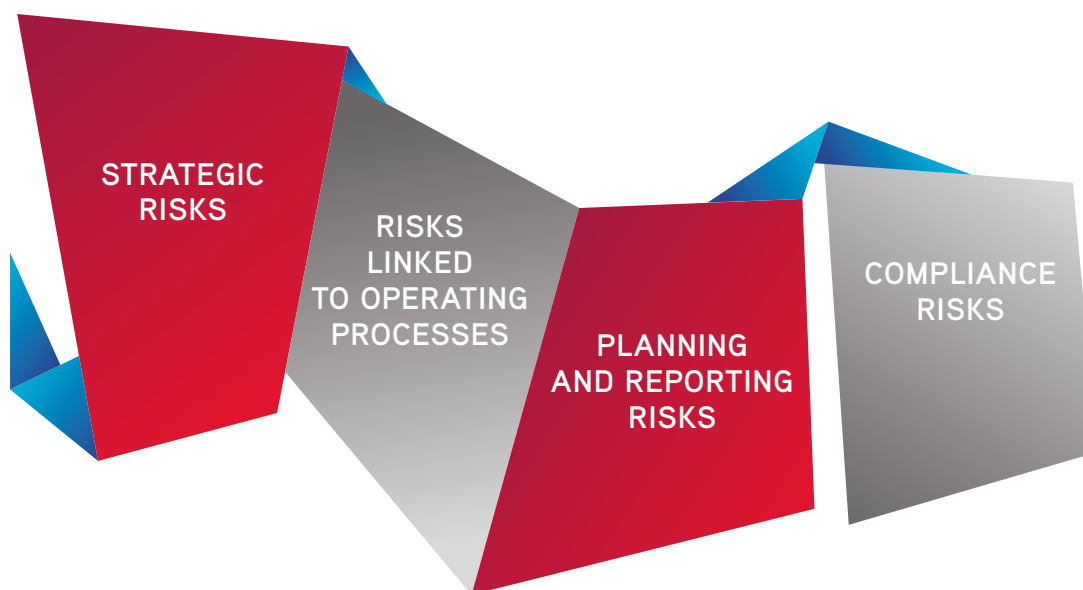 STRATEGIC
RISKS
RISKS
LINKED
TO OPERATING
PROCESSES
PLANNING
AND REPORTING
RISKS
COMPLIANCE
RISKS